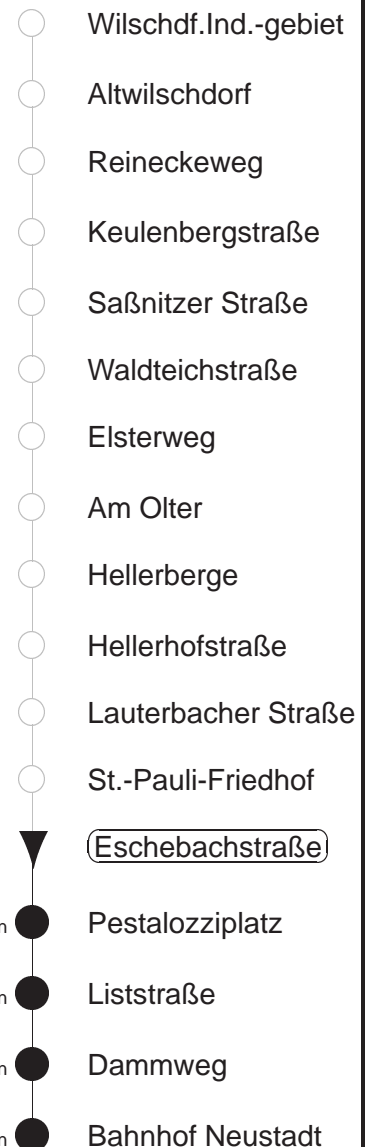 Wilschdf.Ind.-gebiet
Altwilschdorf
Reineckeweg
Keulenbergstraße
Saßnitzer Straße
Waldteichstraße
Elsterweg
Am Olter
Hellerberge
Hellerhofstraße
Lauterbacher Straße
St.-Pauli-Friedhof
Eschebachstraße
Pestalozziplatz
Liststraße
Dammweg
Bahnhof Neustadt